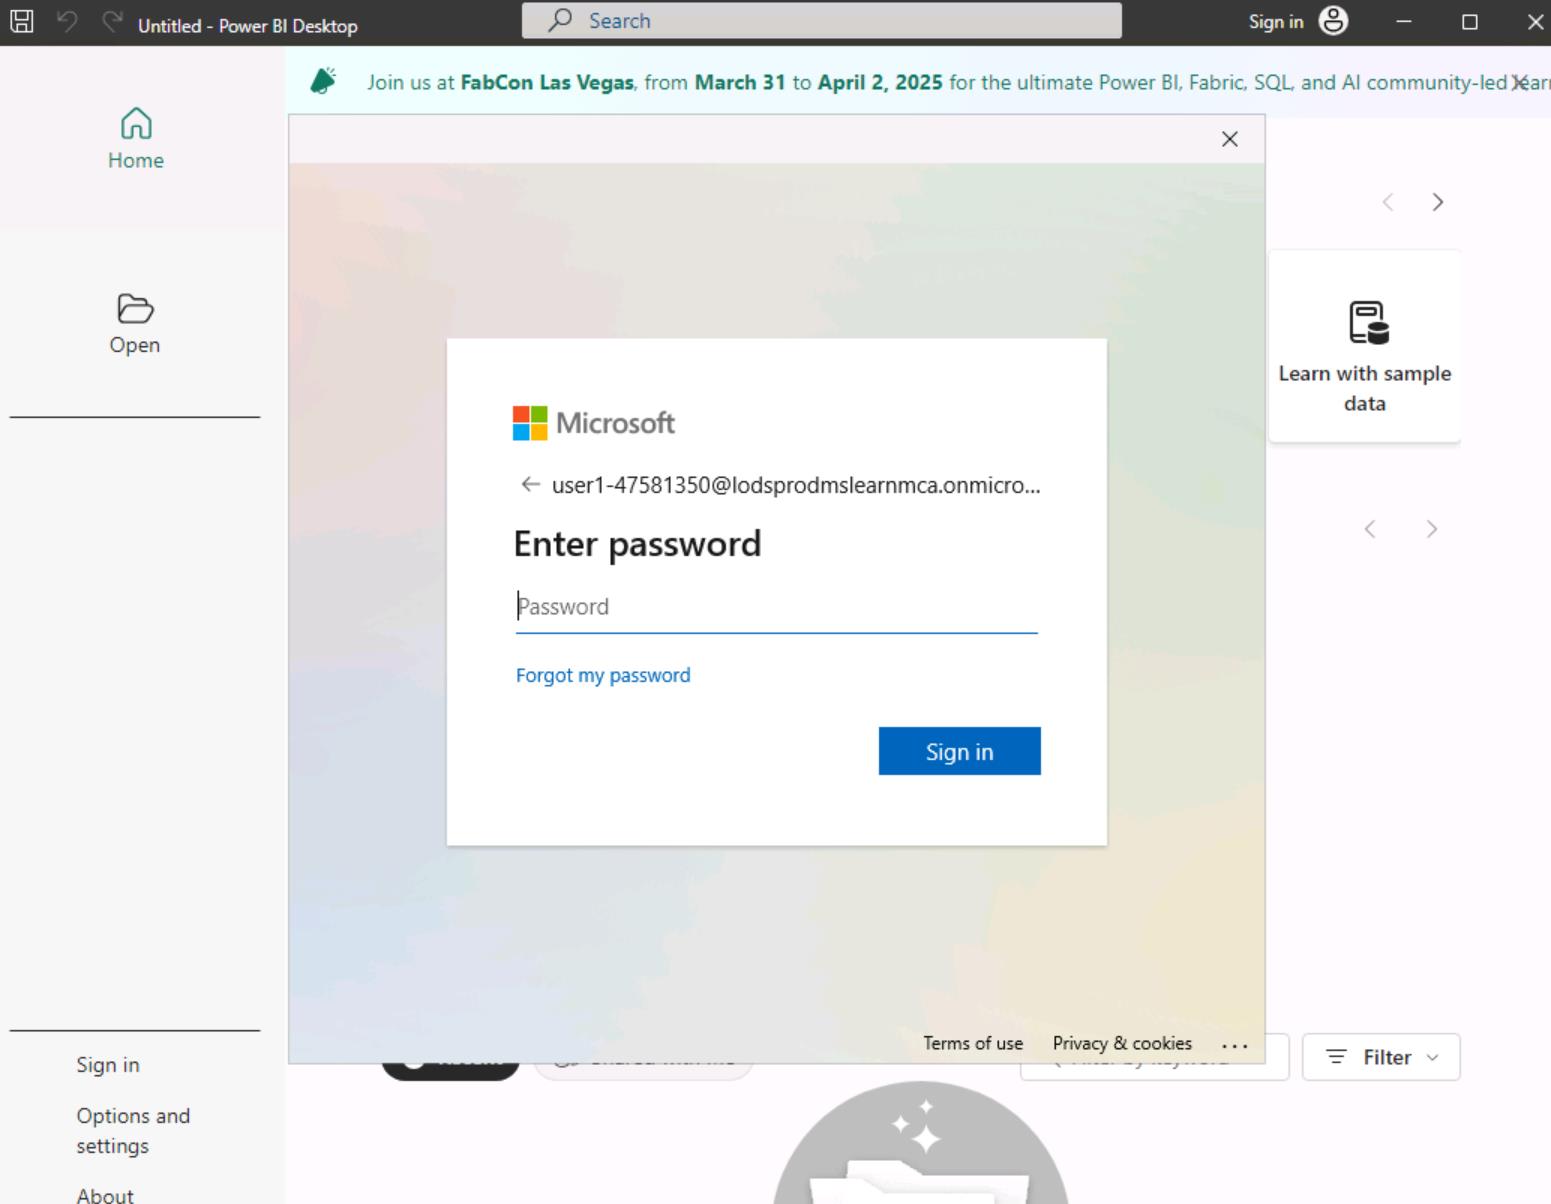 Untitled - Power BI Desktop
Search
Sign in
Join us at FabCon Las Vegas, from March 31 to April 2, 2025 for the ultimate Power BI, Fabric, SQL, and AI community-led
Home
Open
Learn with sample
data
Microsoft
user1-47581350@lodsprodmslearnmca.onmicro...
Enter password
Password
Forgot my password
Sign in
Terms of use
Privacy & cookies
...
Filter
Sign in
Options and
settings
About